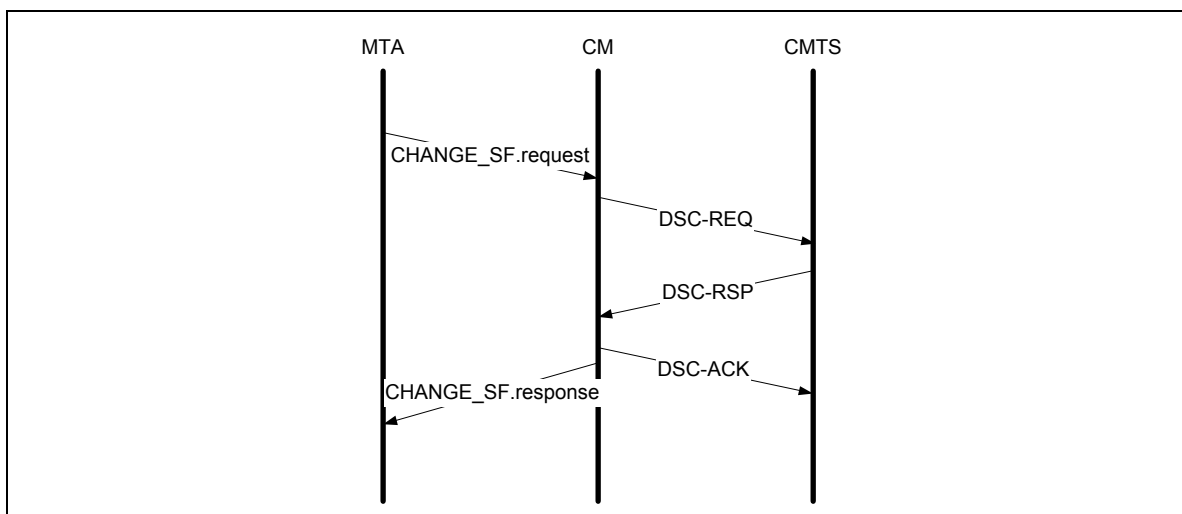 MTA CM CMTS
CHANGE_SF.request
DSC-REQ
DSC-RSP
DSC-ACK
CHANGE_SF.response